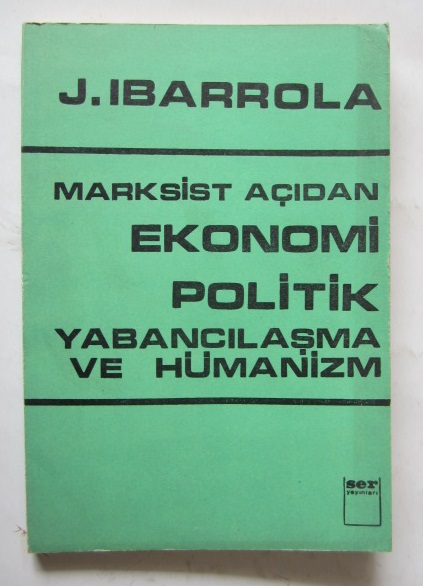 J. IBARROLA
MARKSİST AÇIDAN
EKONOMİ
POLİTİK
YABANCILAŞMA
VE HÜMANİZM
ser
yayınları